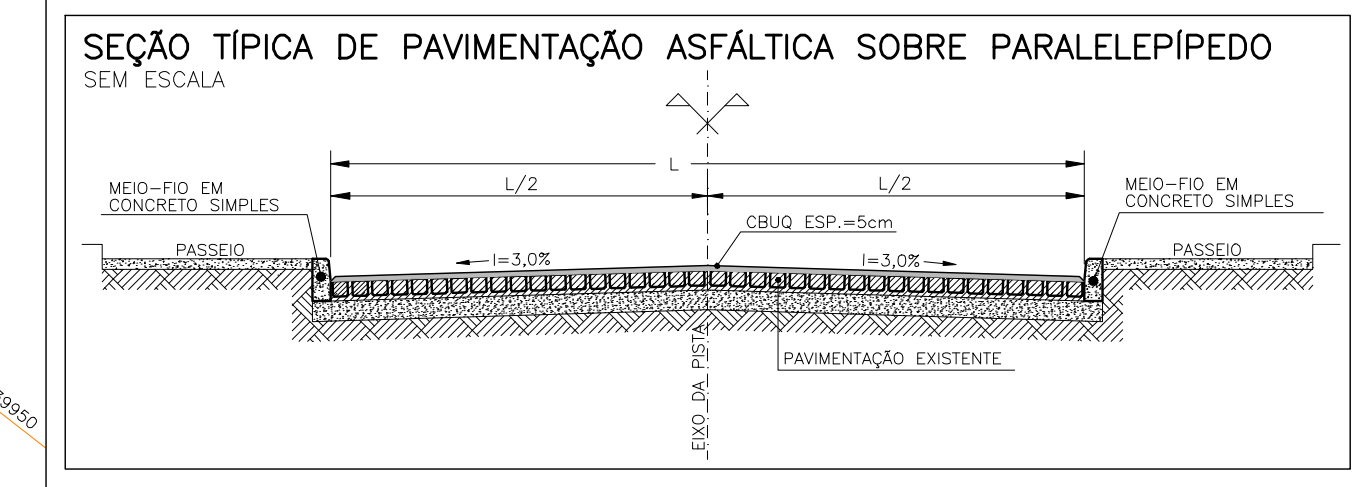 SEÇÃO TÍPICA DE PAVIMENTAÇÃO ASFÁLTICA SOBRE PARALELEPÍPEDO
SEM ESCALA
L
L/2
L/2
MEIO-FIO EM
CONCRETO SIMPLES
MEIO-FIO EM
CONCRETO SIMPLES
CBUQ ESP.=5cm
PASSEIO
PASSEIO
I=3,0%
I=3,0%
PAVIMENTAÇÃO EXISTENTE
EIXO DA PISTA